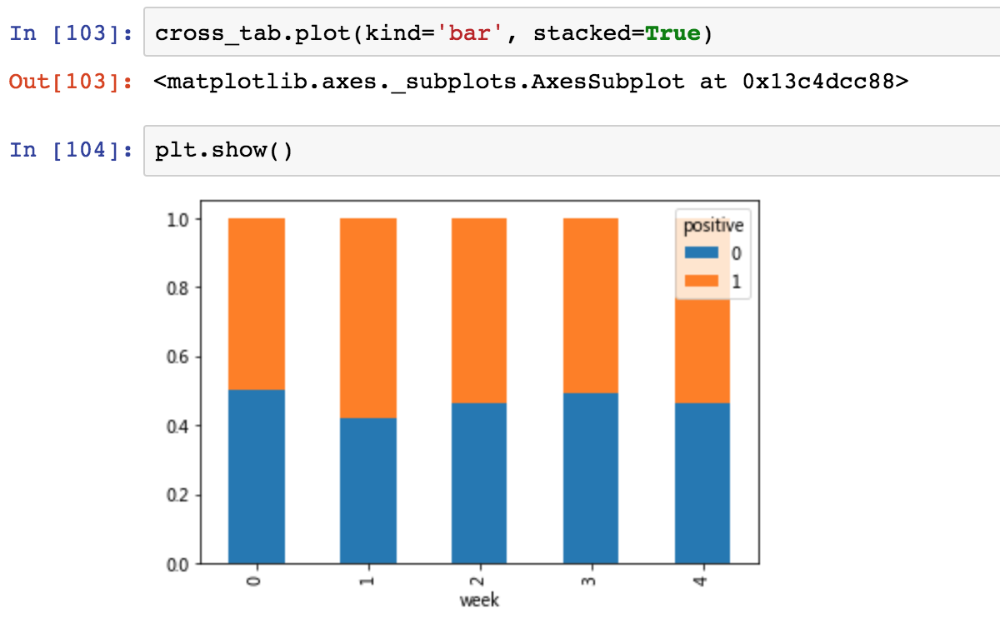 In [103]: cross_tab.plot(kind='bar', stacked=True)
Out[103]: <matplotlib.axes._subplots.AxesSubplot at 0x13c4dcc88>
In [104]: plt.show()
positive
0
1
1.0
0.8
0.6
0.4
0.2
0.0
0 1 2 3 4
week